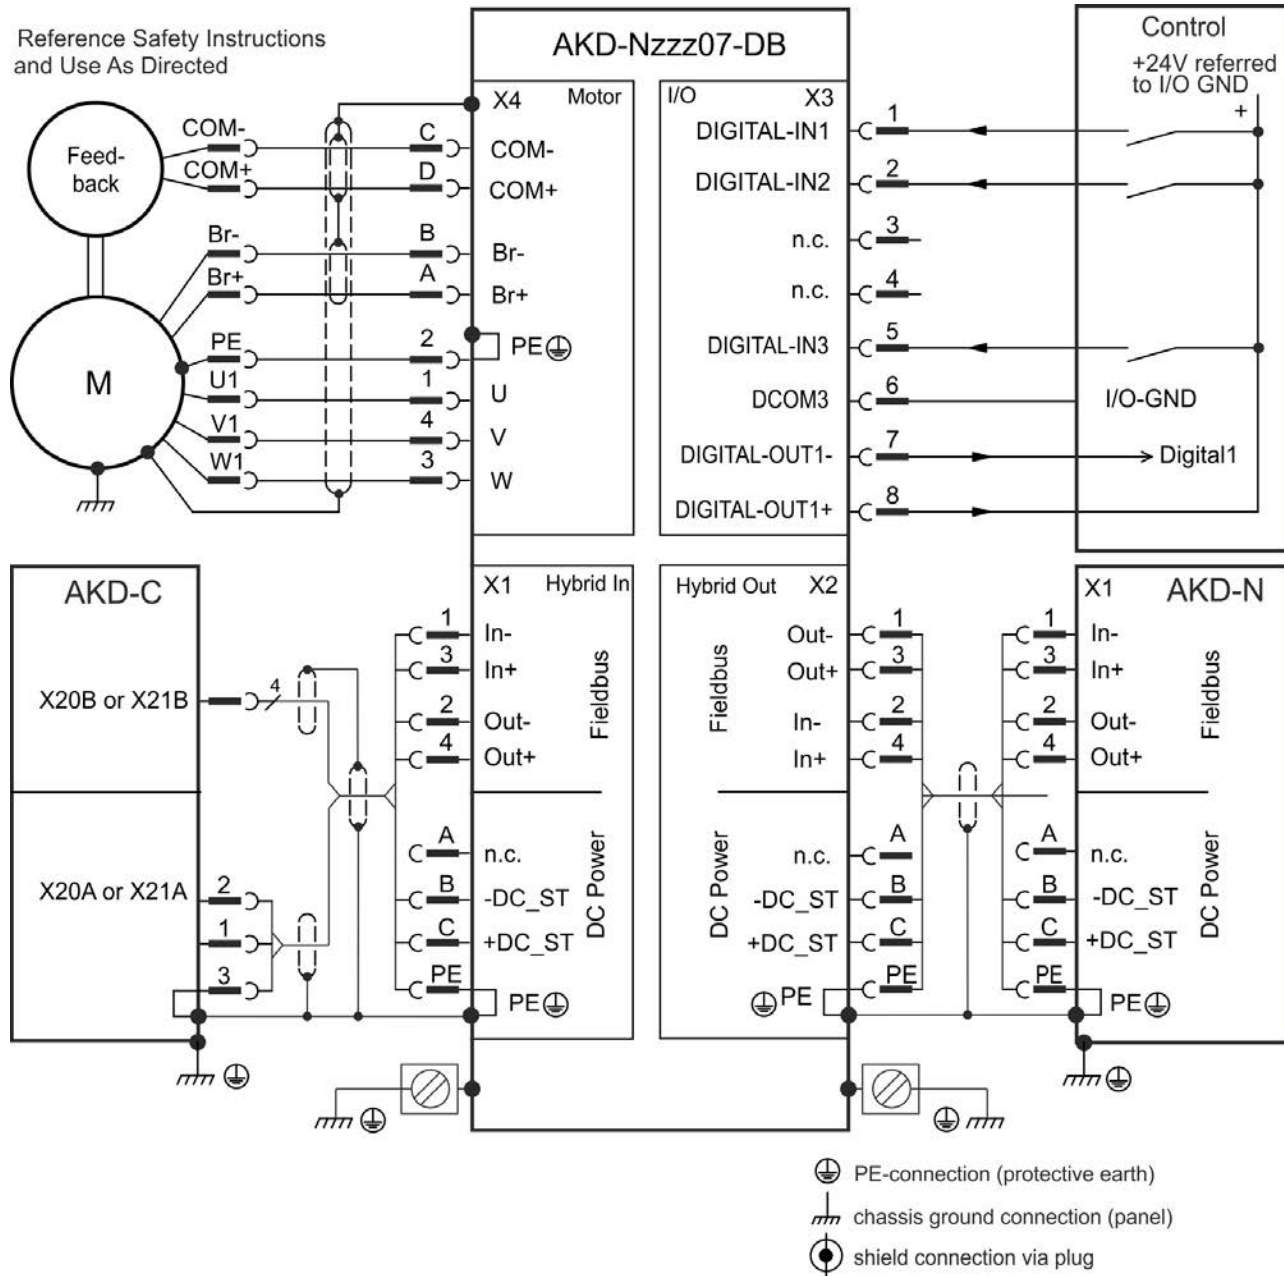 Reference Safety Instructions
and Use As Directed
AKD-Nzzz07-DB
Control
+24V referred
to I/O GND
+
Feed-
back
COM-
COM+
Br-
Br+
PE
U1
V1
W1
M
C
D
B
A
2
1
4
3
X4 Motor
COM-
COM+
Br-
Br+
PE
U
V
W
I/O X3
DIGITAL-IN1 1
DIGITAL-IN2 2
n.c. 3
n.c. 4
DIGITAL-IN3 5
DCOM3 6
DIGITAL-OUT1- 7
DIGITAL-OUT1+ 8
I/O-GND
Digital1
AKD-C
X20B or X21B
4
X20A or X21A
2
1
3
X1 Hybrid In
1 In-
3 In+
2 Out-
4 Out+
Fieldbus
A n.c.
B -DC_ST
C +DC_ST
PE PE
DC Power
Hybrid Out X2
Out- 1
Out+ 3
In- 2
In+ 4
Fieldbus
n.c. A
-DC_ST B
+DC_ST C
PE PE
DC Power
X1 AKD-N
1 In-
3 In+
2 Out-
4 Out+
Fieldbus
A n.c.
B -DC_ST
C +DC_ST
PE PE
DC Power
PE-connection (protective earth)
chassis ground connection (panel)
shield connection via plug